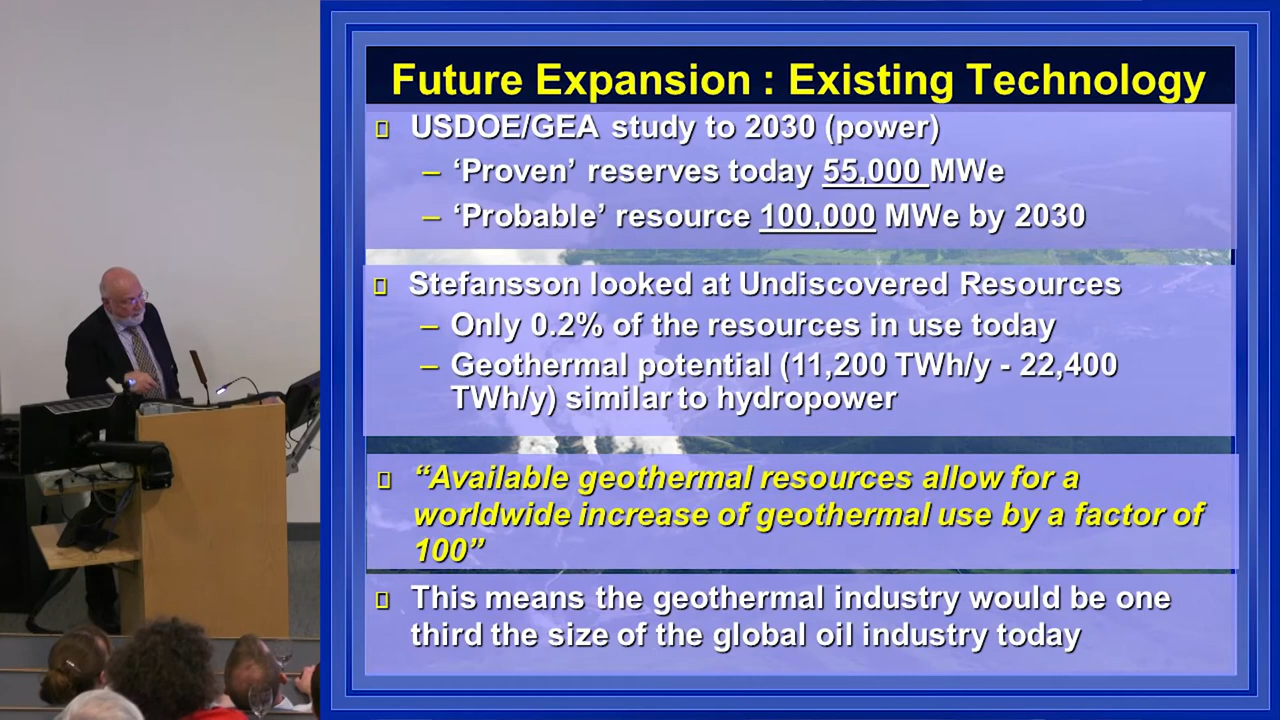 Future Expansion : Existing Technology
USDOE/GEA study to 2030 (power)
– ‘Proven’ reserves today 55,000 MWe
– ‘Probable’ resource 100,000 MWe by 2030
Stefansson looked at Undiscovered Resources
– Only 0.2% of the resources in use today
– Geothermal potential (11,200 TWh/y - 22,400
TWh/y) similar to hydropower
“Available geothermal resources allow for a
worldwide increase of geothermal use by a factor of
100”
This means the geothermal industry would be one
third the size of the global oil industry today